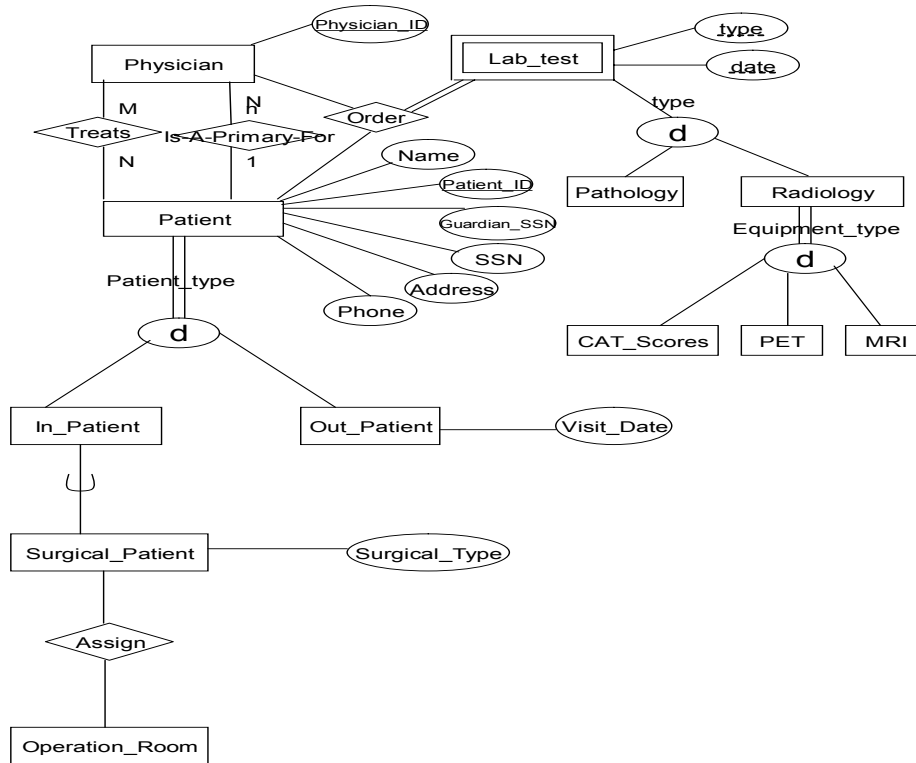 Physician_ID
type
Physician
Lab_test
date
type
M
N
Order
d
Treats
Is-A-Primary-For
Name
N
1
Patient_ID
Pathology
Radiology
Patient
Guardian_SSN
Equipment_type
SSN
d
Patient_type
Address
Phone
d
CAT_Scores
PET
MRI
In_Patient
Out_Patient
Visit_Date
Surgical_Patient
Surgical_Type
Assign
Operation_Room